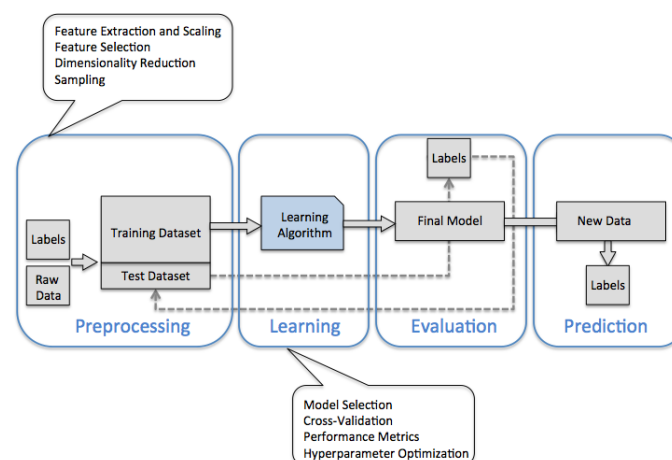 Feature Extraction and Scaling
Feature Selection
Dimensionality Reduction
Sampling
Labels
Raw
Data
Training Dataset
Test Dataset
Learning
Algorithm
Labels
Final Model
New Data
Labels
Preprocessing
Learning
Evaluation
Prediction
Model Selection
Cross-Validation
Performance Metrics
Hyperparameter Optimization